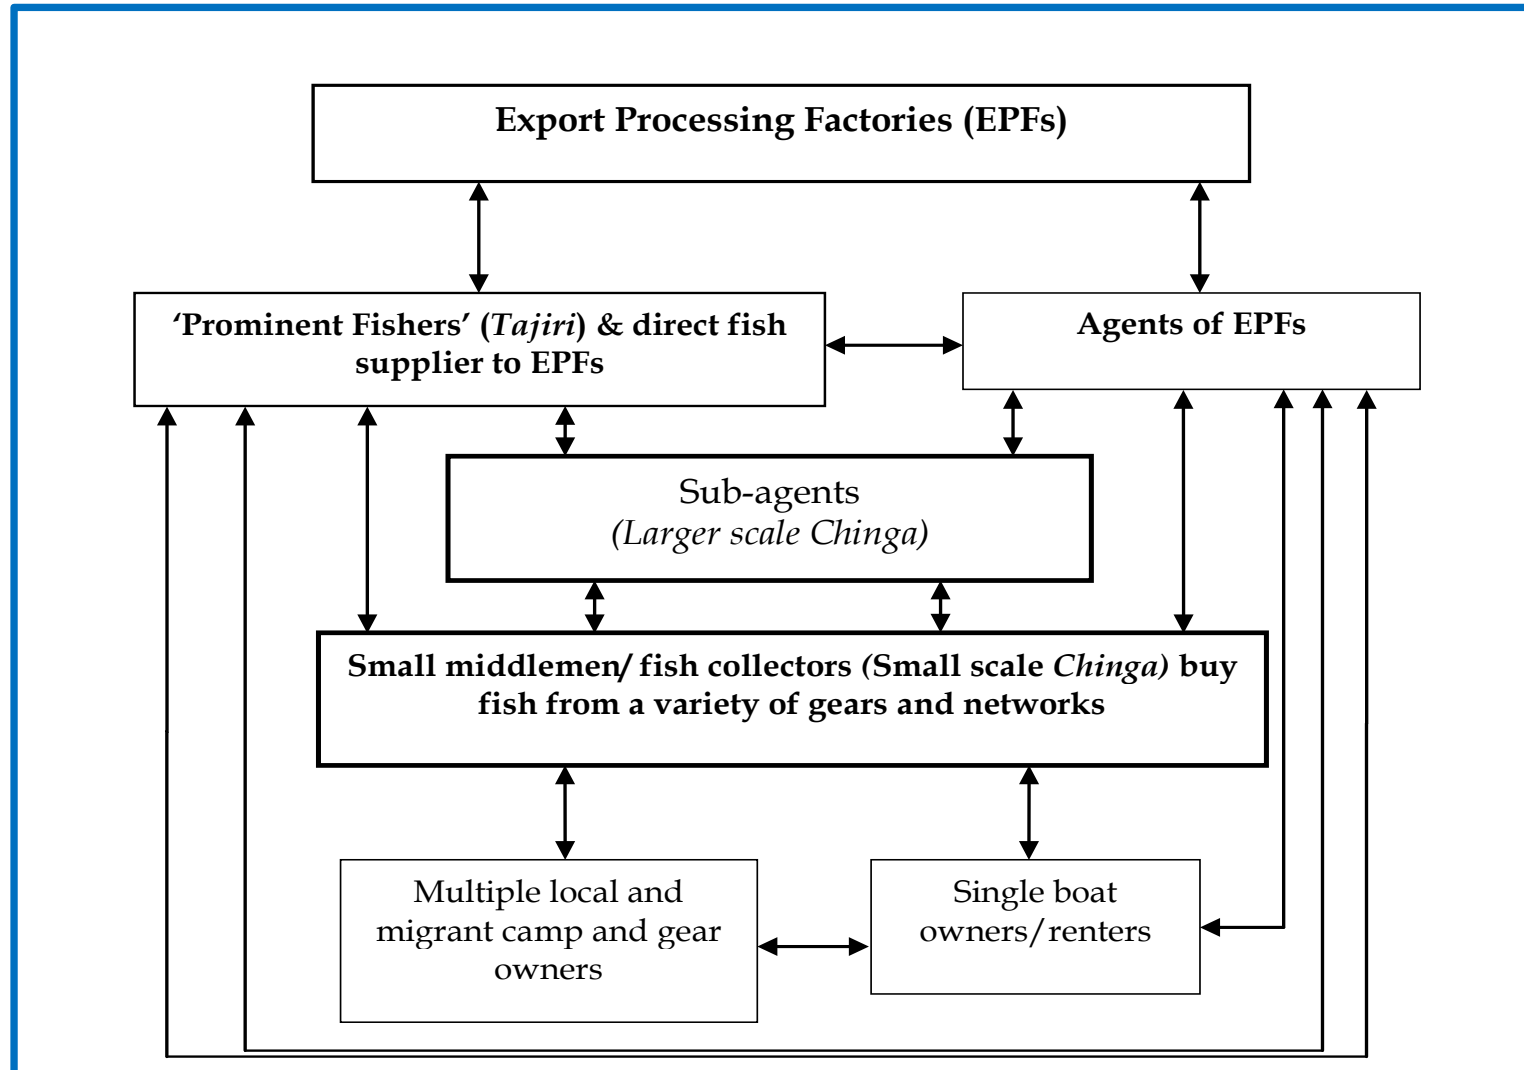 Export Processing Factories (EPFs)
‘Prominent Fishers’ (Tajiri) & direct fish
supplier to EPFs
Agents of EPFs
Sub-agents
(Larger scale Chinga)
Small middlemen/ fish collectors (Small scale Chinga) buy
fish from a variety of gears and networks
Multiple local and
migrant camp and gear
owners
Single boat
owners/renters